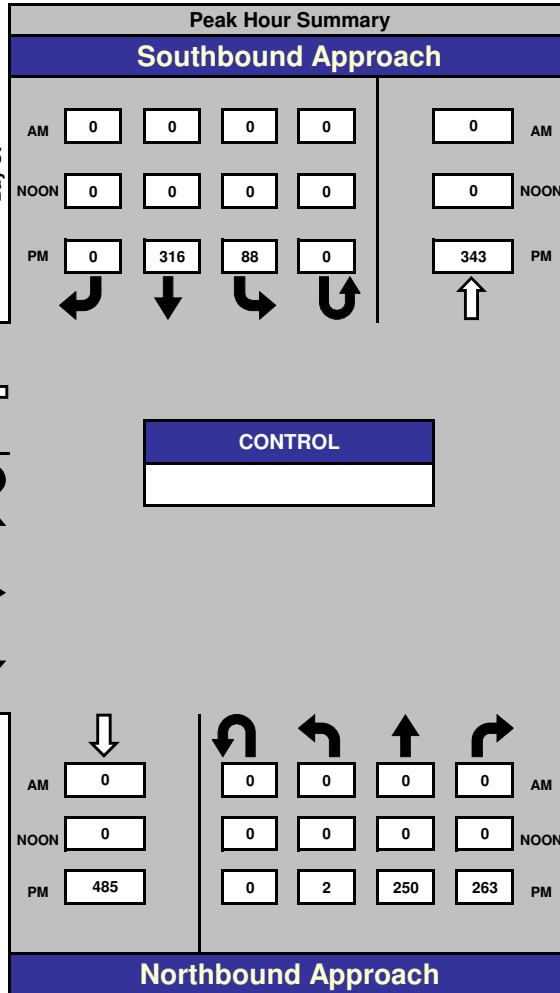 Peak Hour Summary
Southbound Approach
AM 0 0 0 0 0 AM
NOON 0 0 0 0 0 NOON
PM 0 316 88 0 343 PM
CONTROL
AM 0 0 0 0 0 AM
NOON 0 0 0 0 0 NOON
PM 485 0 2 250 263 PM
Northbound Approach